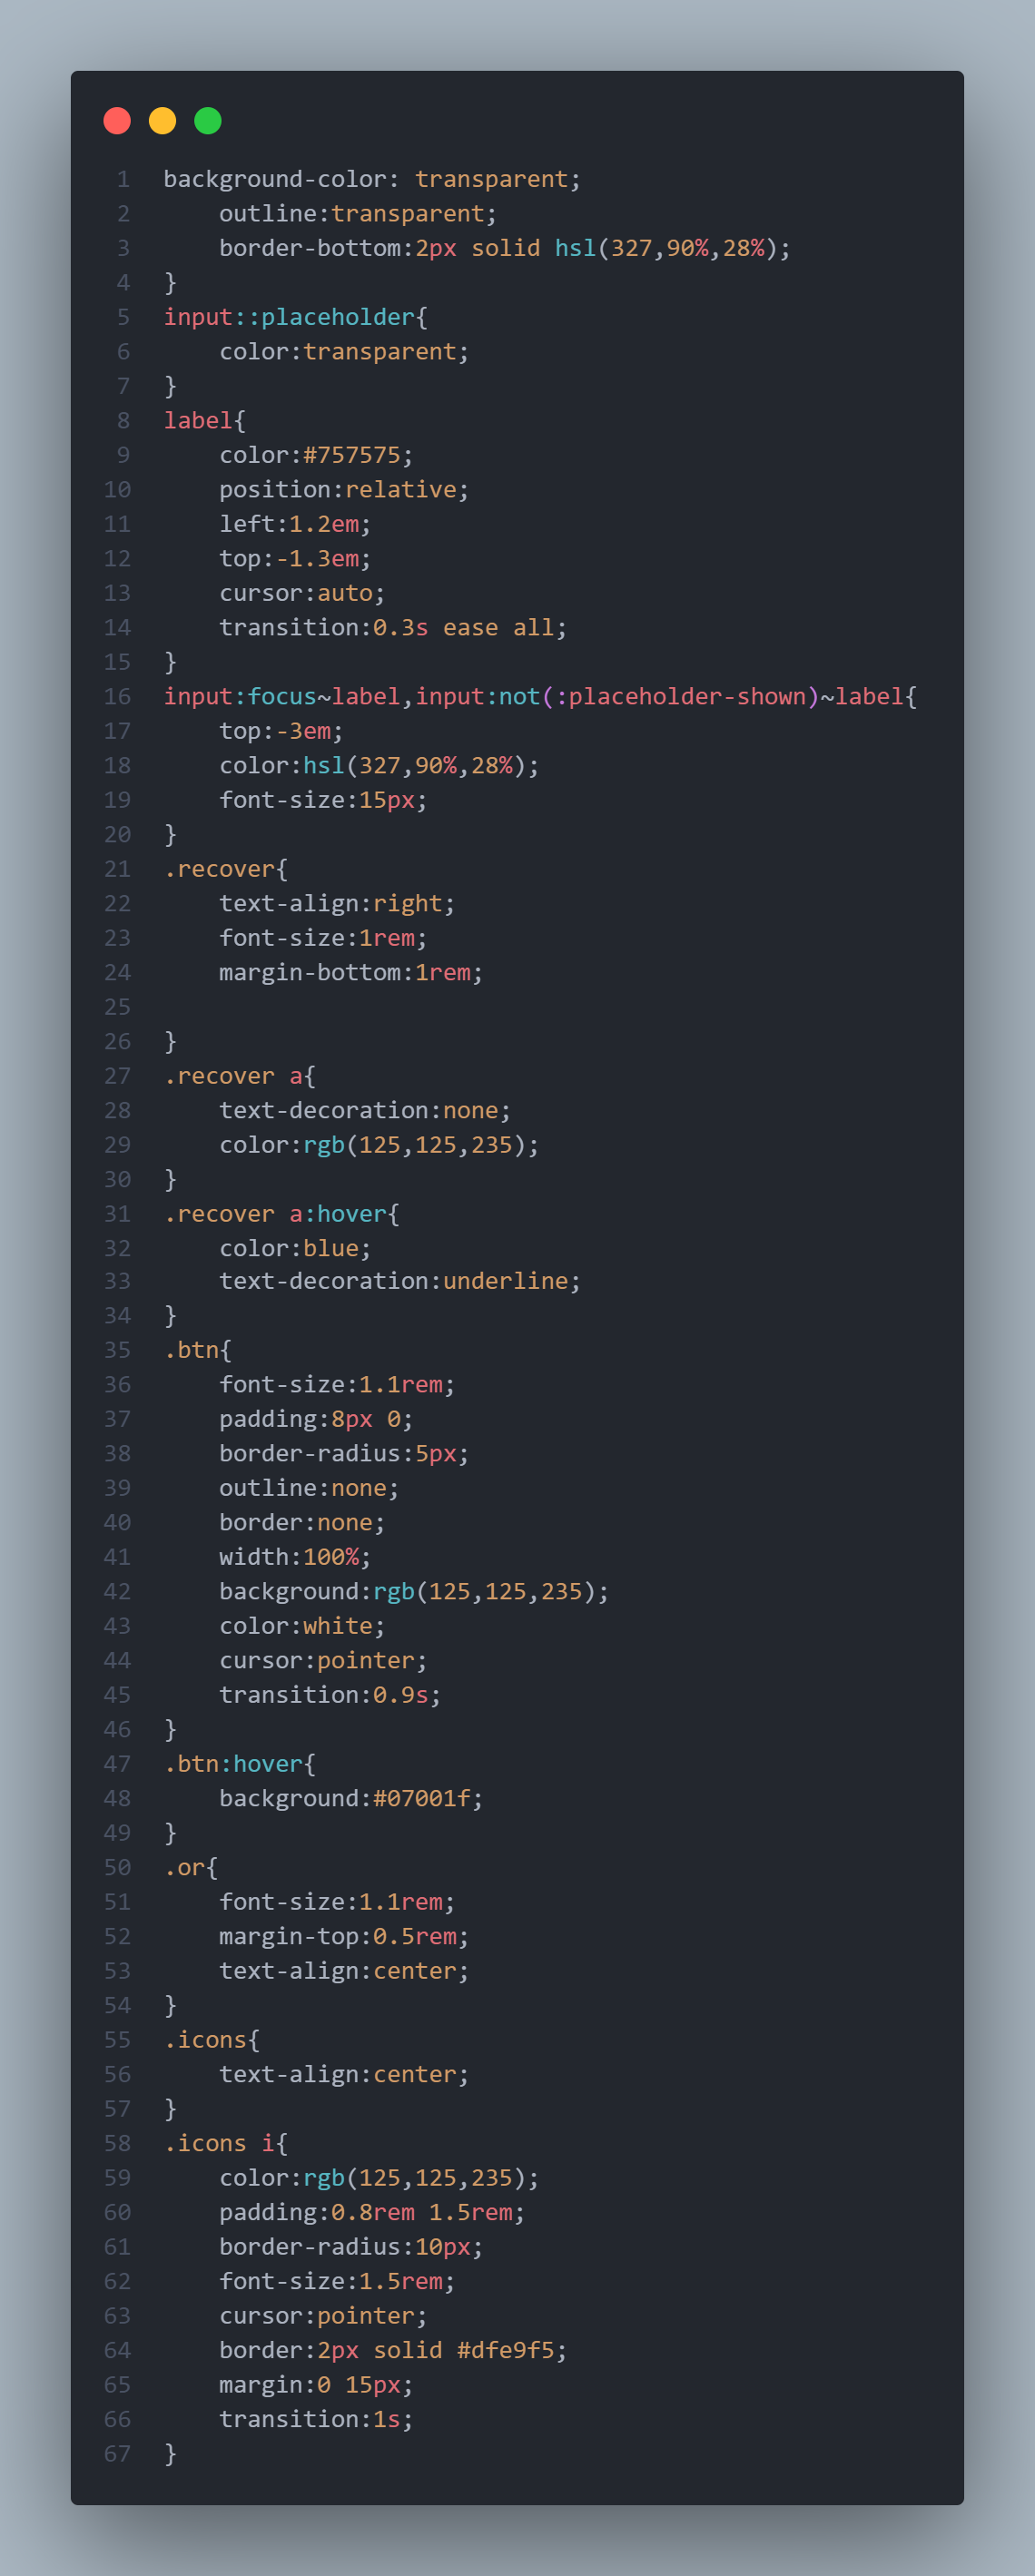 1 background-color: transparent;
2     outline:transparent;
3     border-bottom:2px solid hsl(327,90%,28%);
4 }
5 input::placeholder{
6     color:transparent;
7 }
8 label{
9     color:#757575;
10     position:relative;
11     left:1.2em;
12     top:-1.3em;
13     cursor:auto;
14     transition:0.3s ease all;
15 }
16 input:focus~label,input:not(:placeholder-shown)~label{
17     top:-3em;
18     color:hsl(327,90%,28%);
19     font-size:15px;
20 }
21 .recover{
22     text-align:right;
23     font-size:1rem;
24     margin-bottom:1rem;
25
26 }
27 .recover a{
28     text-decoration:none;
29     color:rgb(125,125,235);
30 }
31 .recover a:hover{
32     color:blue;
33     text-decoration:underline;
34 }
35 .btn{
36     font-size:1.1rem;
37     padding:8px 0;
38     border-radius:5px;
39     outline:none;
40     border:none;
41     width:100%;
42     background:rgb(125,125,235);
43     color:white;
44     cursor:pointer;
45     transition:0.9s;
46 }
47 .btn:hover{
48     background:#07001f;
49 }
50 .or{
51     font-size:1.1rem;
52     margin-top:0.5rem;
53     text-align:center;
54 }
55 .icons{
56     text-align:center;
57 }
58 .icons i{
59     color:rgb(125,125,235);
60     padding:0.8rem 1.5rem;
61     border-radius:10px;
62     font-size:1.5rem;
63     cursor:pointer;
64     border:2px solid #dfe9f5;
65     margin:0 15px;
66     transition:1s;
67 }